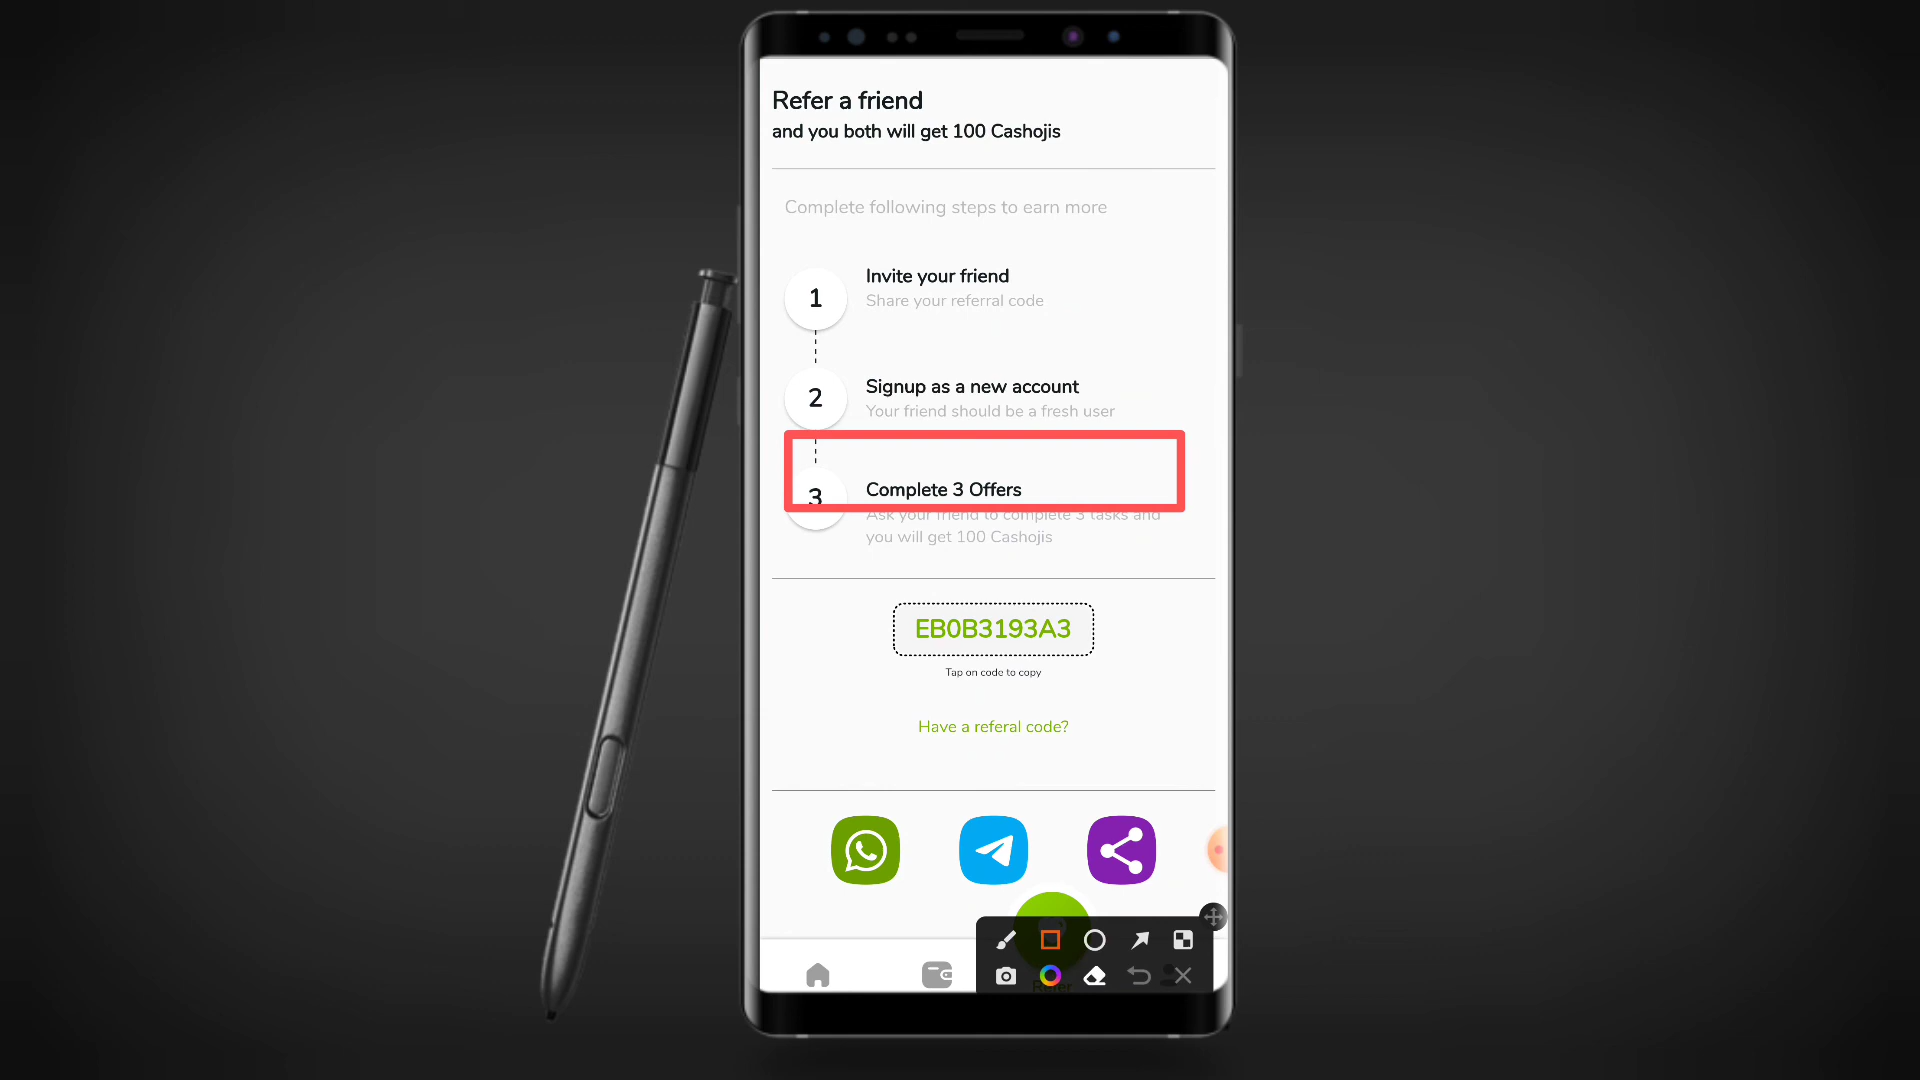 Refer a friend
and you both will get 100 Cashojis
Complete following steps to earn more
1
Invite your friend
Share your referral code
2
Signup as a new account
Your friend should be a fresh user
3
Complete 3 Offers
Ask your friend to complete 3 tasks and
you will get 100 Cashojis
EB0B3193A3
Tap on code to copy
Have a referal code?
Refer